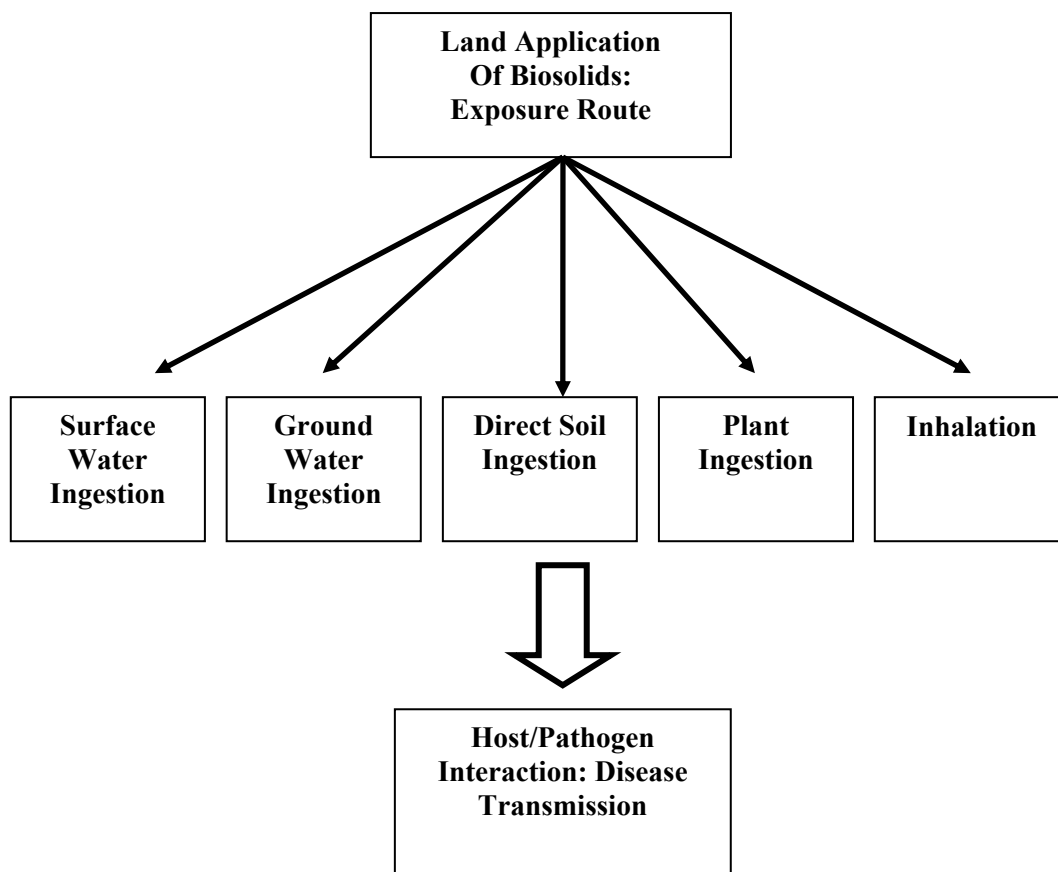 Land Application
Of Biosolids:
Exposure Route
Surface
Water
Ingestion
Ground
Water
Ingestion
Direct Soil
Ingestion
Plant
Ingestion
Inhalation
Host/Pathogen
Interaction: Disease
Transmission